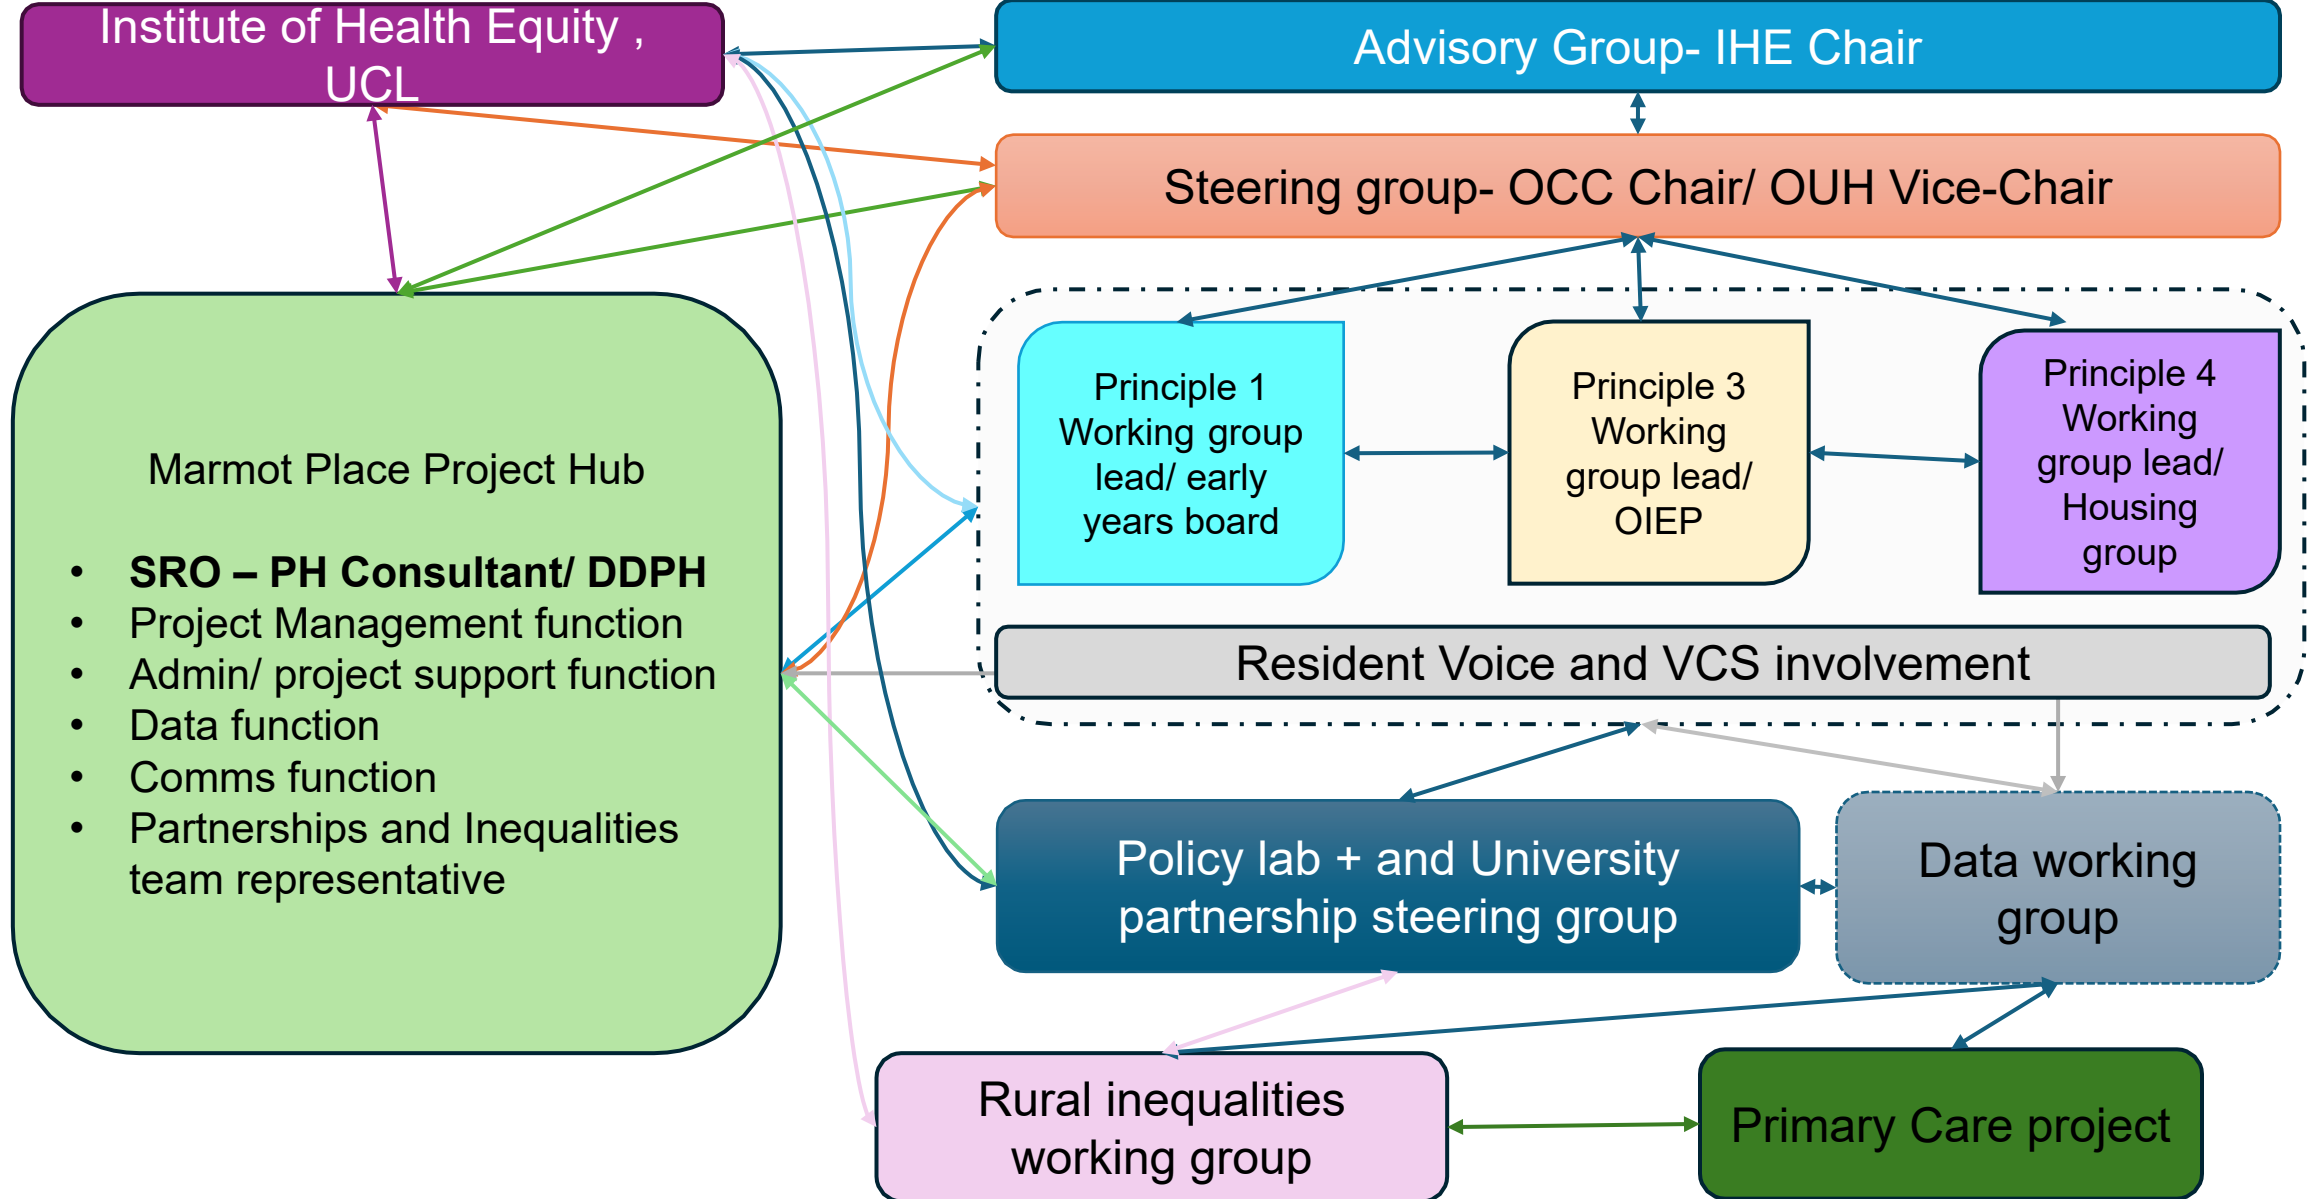 Institute of Health Equity ,
UCL
Advisory Group- IHE Chair
Steering group- OCC Chair/ OUH Vice-Chair
Marmot Place Project Hub
• SRO – PH Consultant/ DDPH
• Project Management function
• Admin/ project support function
• Data function
• Comms function
• Partnerships and Inequalities
team representative
Principle 1
Working group
lead/ early
years board
Principle 3
Working
group lead/
OIEP
Principle 4
Working
group lead/
Housing
group
Resident Voice and VCS involvement
Policy lab + and University
partnership steering group
Data working
group
Rural inequalities
working group
Primary Care project